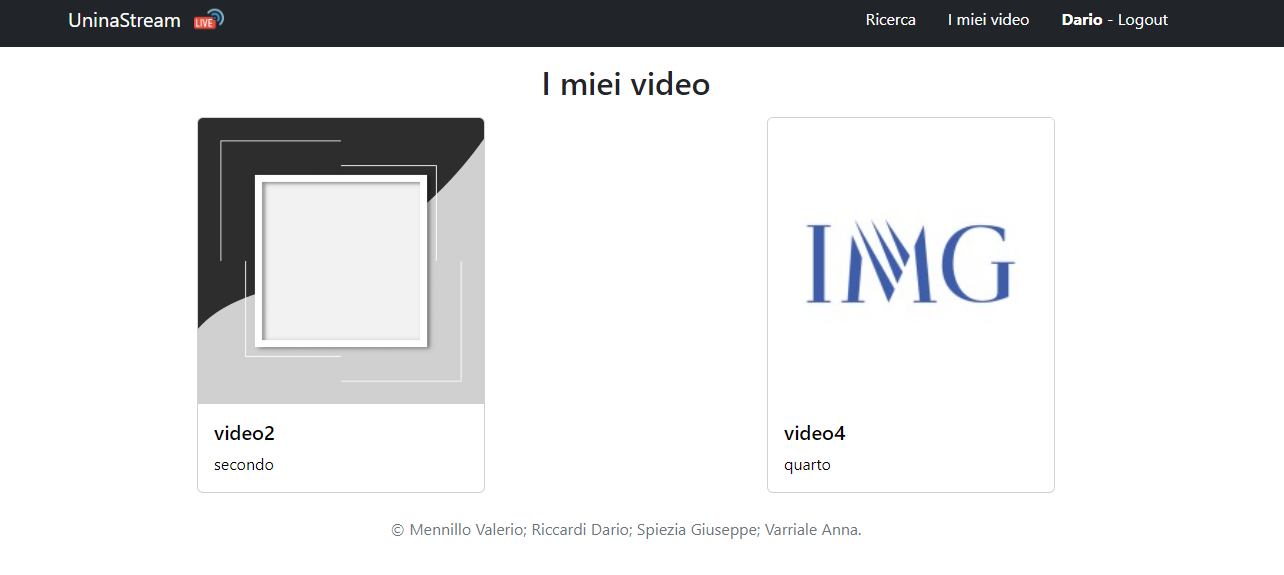 UninaStream LIVE Ricerca I miei video Dario - Logout
I miei video
IMG
video2
secondo
video4
quarto
© Mennillo Valerio; Riccardi Dario; Spiezia Giuseppe; Varriale Anna.